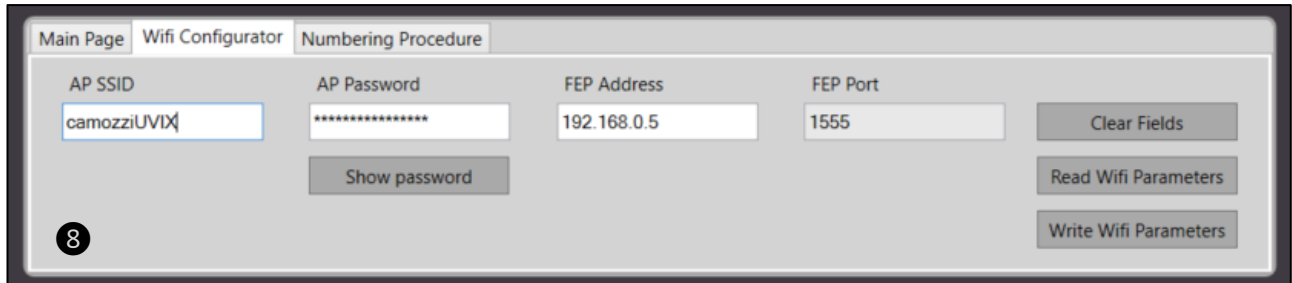 Main Page Wifi Configurator Numbering Procedure
AP SSID AP Password FEP Address FEP Port
camozziUVIX **************** 192.168.0.5 1555 Clear Fields
Show password Read Wifi Parameters
Write Wifi Parameters
8